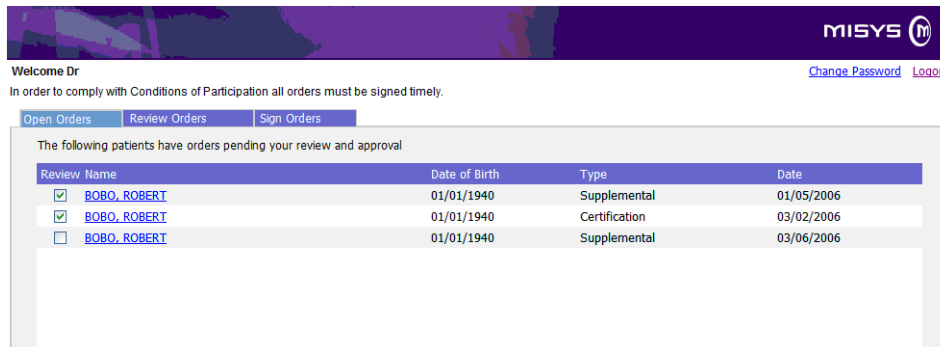 MISYS m
Welcome Dr
Change Password Logo
In order to comply with Conditions of Participation all orders must be signed timely.
Open Orders Review Orders Sign Orders
The following patients have orders pending your review and approval
Review Name Date of Birth Type Date
BOBO, ROBERT 01/01/1940 Supplemental 01/05/2006
BOBO, ROBERT 01/01/1940 Certification 03/02/2006
BOBO, ROBERT 01/01/1940 Supplemental 03/06/2006